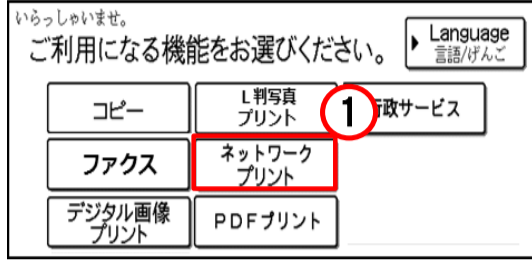 いらっしゃいませ。
ご利用になる機能をお選びください。
Language
言語/げんご
コピー
L判写真
プリント
1
政サービス
ファクス
ネットワーク
プリント
デジタル画像
プリント
PDFプリント